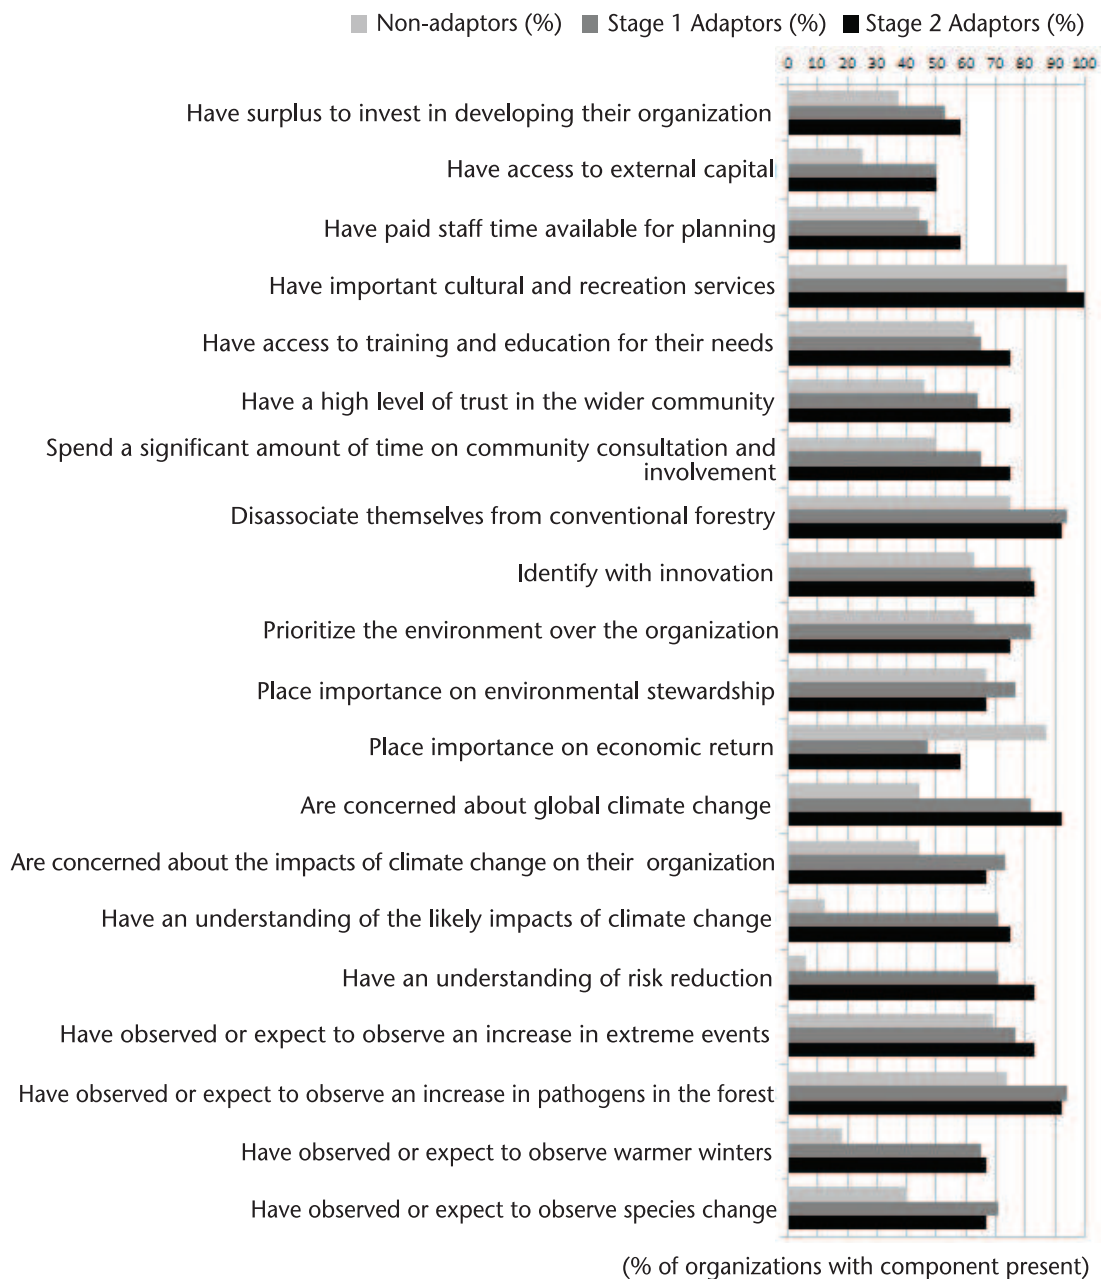 Non-adaptors (%) Stage 1 Adaptors (%) Stage 2 Adaptors (%)
0 10 20 30 40 50 60 70 80 90 100
Have surplus to invest in developing their organization
Have access to external capital
Have paid staff time available for planning
Have important cultural and recreation services
Have access to training and education for their needs
Have a high level of trust in the wider community
Spend a significant amount of time on community consultation and
involvement
Disassociate themselves from conventional forestry
Identify with innovation
Prioritize the environment over the organization
Place importance on environmental stewardship
Place importance on economic return
Are concerned about global climate change
Are concerned about the impacts of climate change on their organization
Have an understanding of the likely impacts of climate change
Have an understanding of risk reduction
Have observed or expect to observe an increase in extreme events
Have observed or expect to observe an increase in pathogens in the forest
Have observed or expect to observe warmer winters
Have observed or expect to observe species change
(% of organizations with component present)